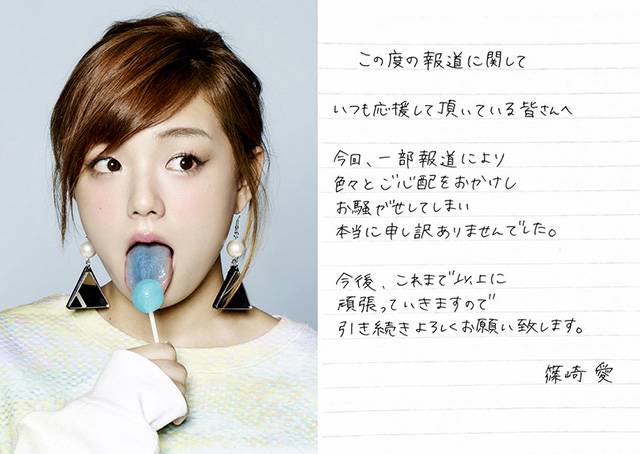 この度の報道に関して
いつも応援して頂いている皆さんへ
今回、一部報道により
色々とご心配をおかけし
お騒がせしてしまい
本当に申し訳ありませんでした。
今後、これまで以上に
頑張っていきますので
引き続きよろしくお願い致します。
篠崎 愛